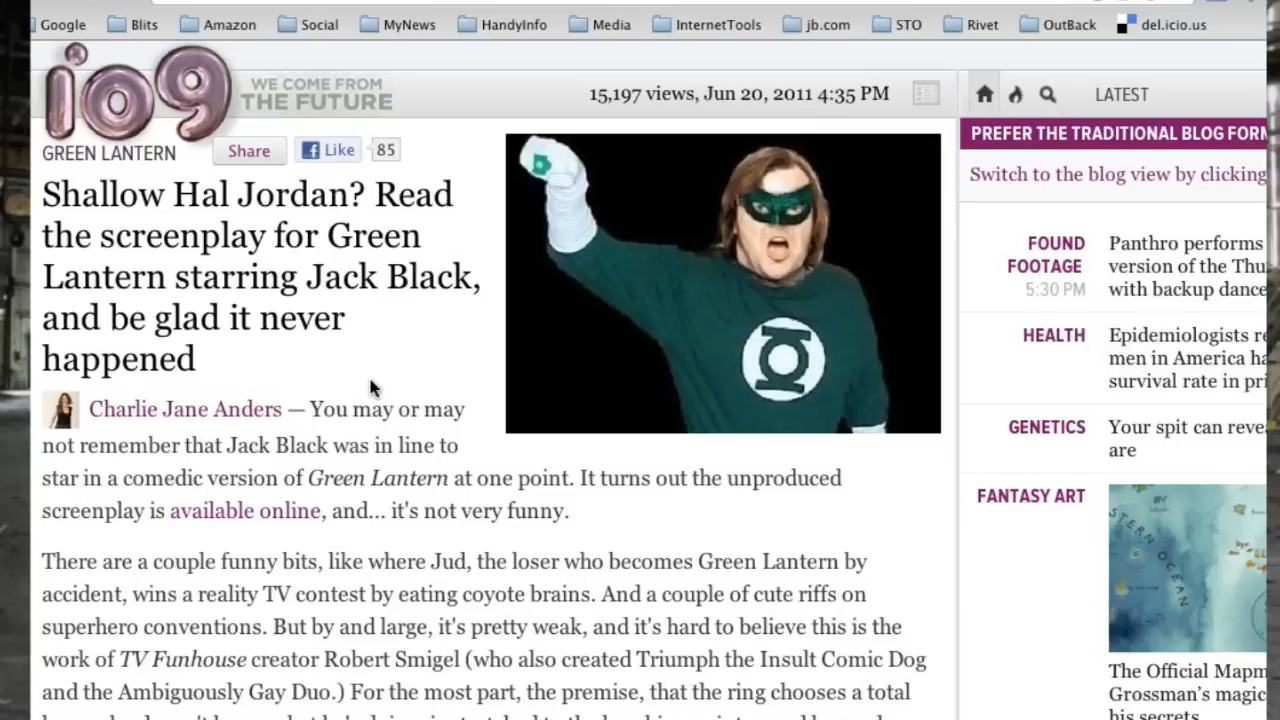 Google
Blits
Amazon
Social
MyNews
HandyInfo
Media
InternetTools
jb.com
STO
Rivet
OutBack
del.icio.us
io9
WE COME FROM
THE FUTURE
15,197 views, Jun 20, 2011 4:35 PM
LATEST
GREEN LANTERN
Share
Like
85
Shallow Hal Jordan? Read
the screenplay for Green
Lantern starring Jack Black,
and be glad it never
happened
Charlie Jane Anders — You may or may
not remember that Jack Black was in line to
star in a comedic version of Green Lantern at one point. It turns out the unproduced
screenplay is available online, and... it's not very funny.
There are a couple funny bits, like where Jud, the loser who becomes Green Lantern by
accident, wins a reality TV contest by eating coyote brains. And a couple of cute riffs on
superhero conventions. But by and large, it's pretty weak, and it's hard to believe this is the
work of TV Funhouse creator Robert Smigel (who also created Triumph the Insult Comic Dog
and the Ambiguously Gay Duo.) For the most part, the premise, that the ring chooses a total
PREFER THE TRADITIONAL BLOG FORM
Switch to the blog view by clicking
FOUND
FOOTAGE
5:30 PM
Panthro performs
version of the Thu
with backup dance
HEALTH
Epidemiologists re
men in America ha
survival rate in pri
GENETICS
Your spit can reve
are
FANTASY ART
STERN OCEAN
The Official Mapm
Grossman's magic
his secrets